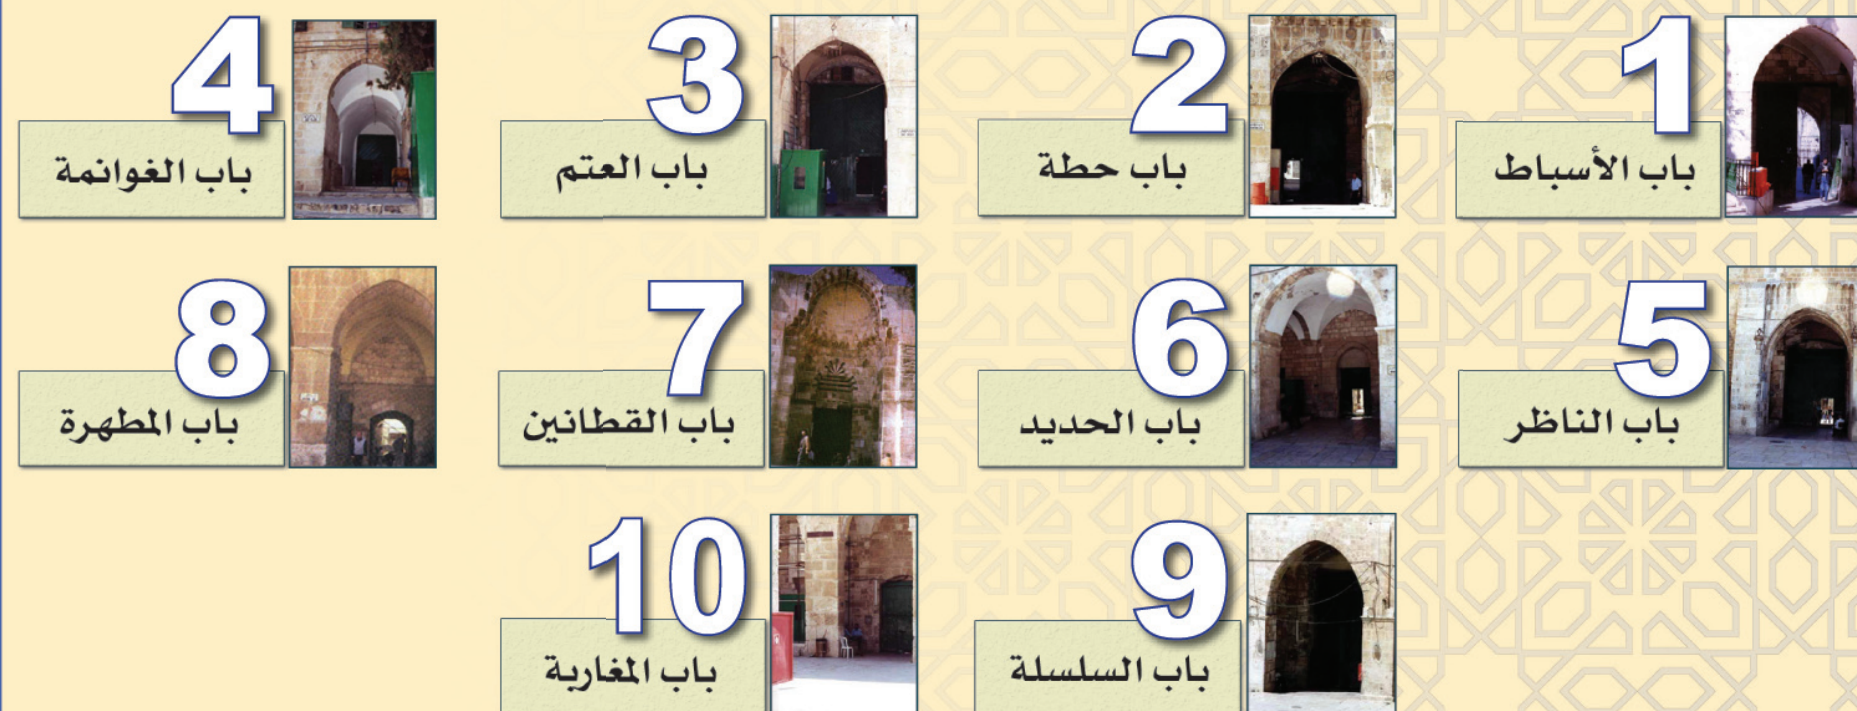 1
باب الأسباط
2
باب حطة
3
باب العتم
4
باب الغوانمة
5
باب الناظر
6
باب الحديد
7
باب القطانين
8
باب المطهرة
9
باب السلسلة
10
باب المغاربة